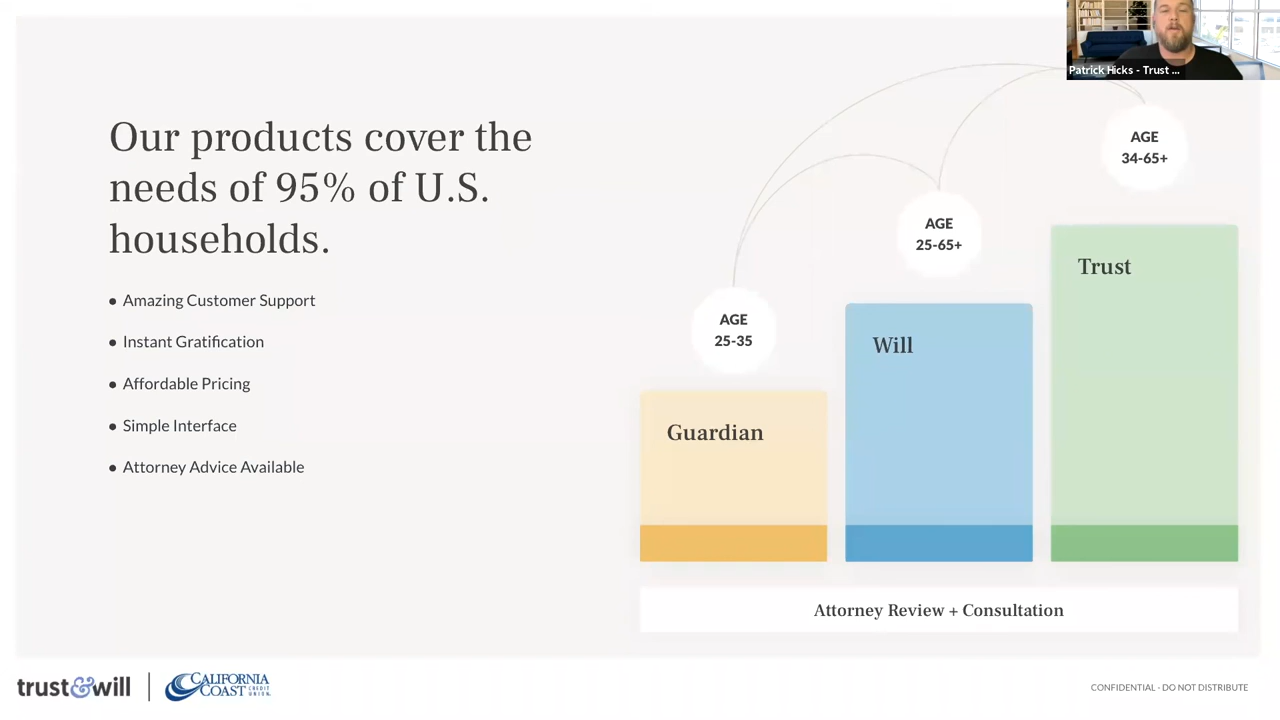 Patrick Hicks - Trust ...
Our products cover the
needs of 95% of U.S.
households.
• Amazing Customer Support
• Instant Gratification
• Affordable Pricing
• Simple Interface
• Attorney Advice Available
AGE
25-35
Guardian
AGE
25-65+
Will
AGE
34-65+
Trust
Attorney Review + Consultation
trust&will
CALIFORNIA
COAST CREDIT
UNION
CONFIDENTIAL - DO NOT DISTRIBUTE